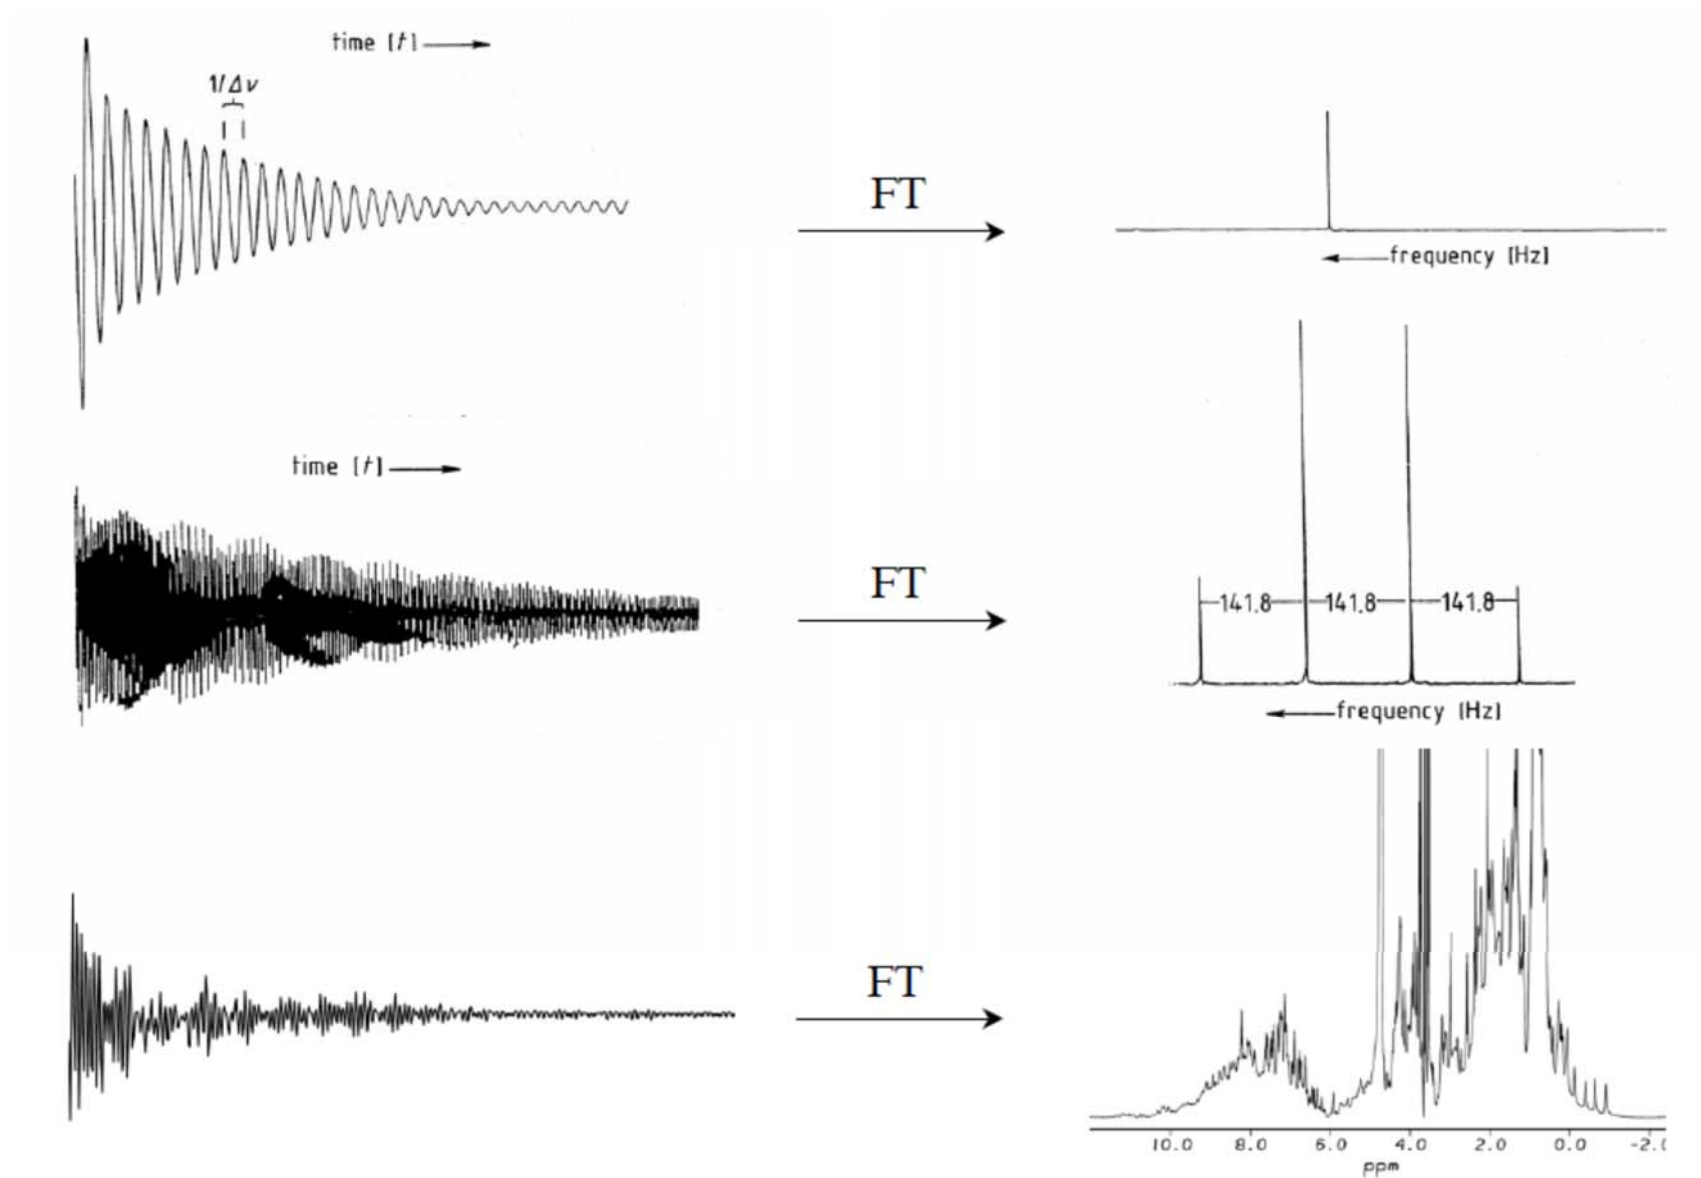 time [t]
1/Δν
FT
frequency [Hz]
time [t]
FT
141.8 141.8 141.8
frequency [Hz]
FT
10.0 8.0 6.0 4.0 2.0 0.0 -2.(
ppm